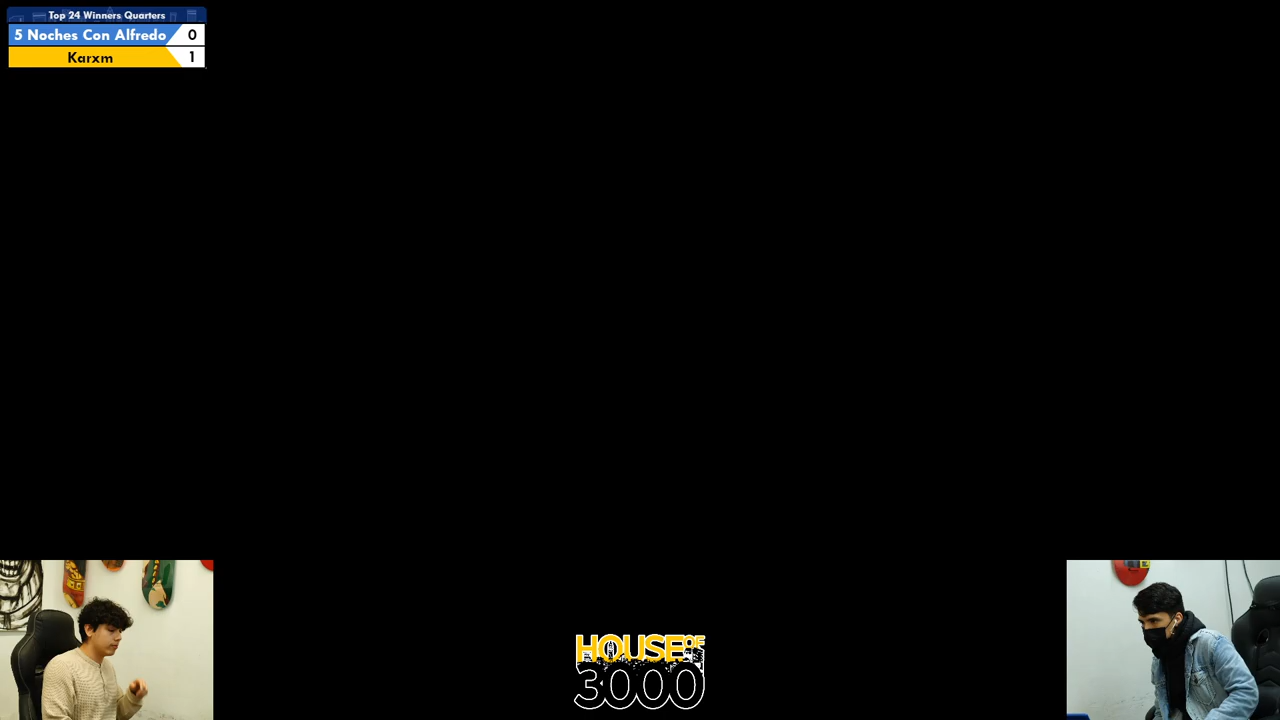 Top 24 Winners Quarters
5 Noches Con Alfredo 0
Karxm 1
HOUSE OF
3000